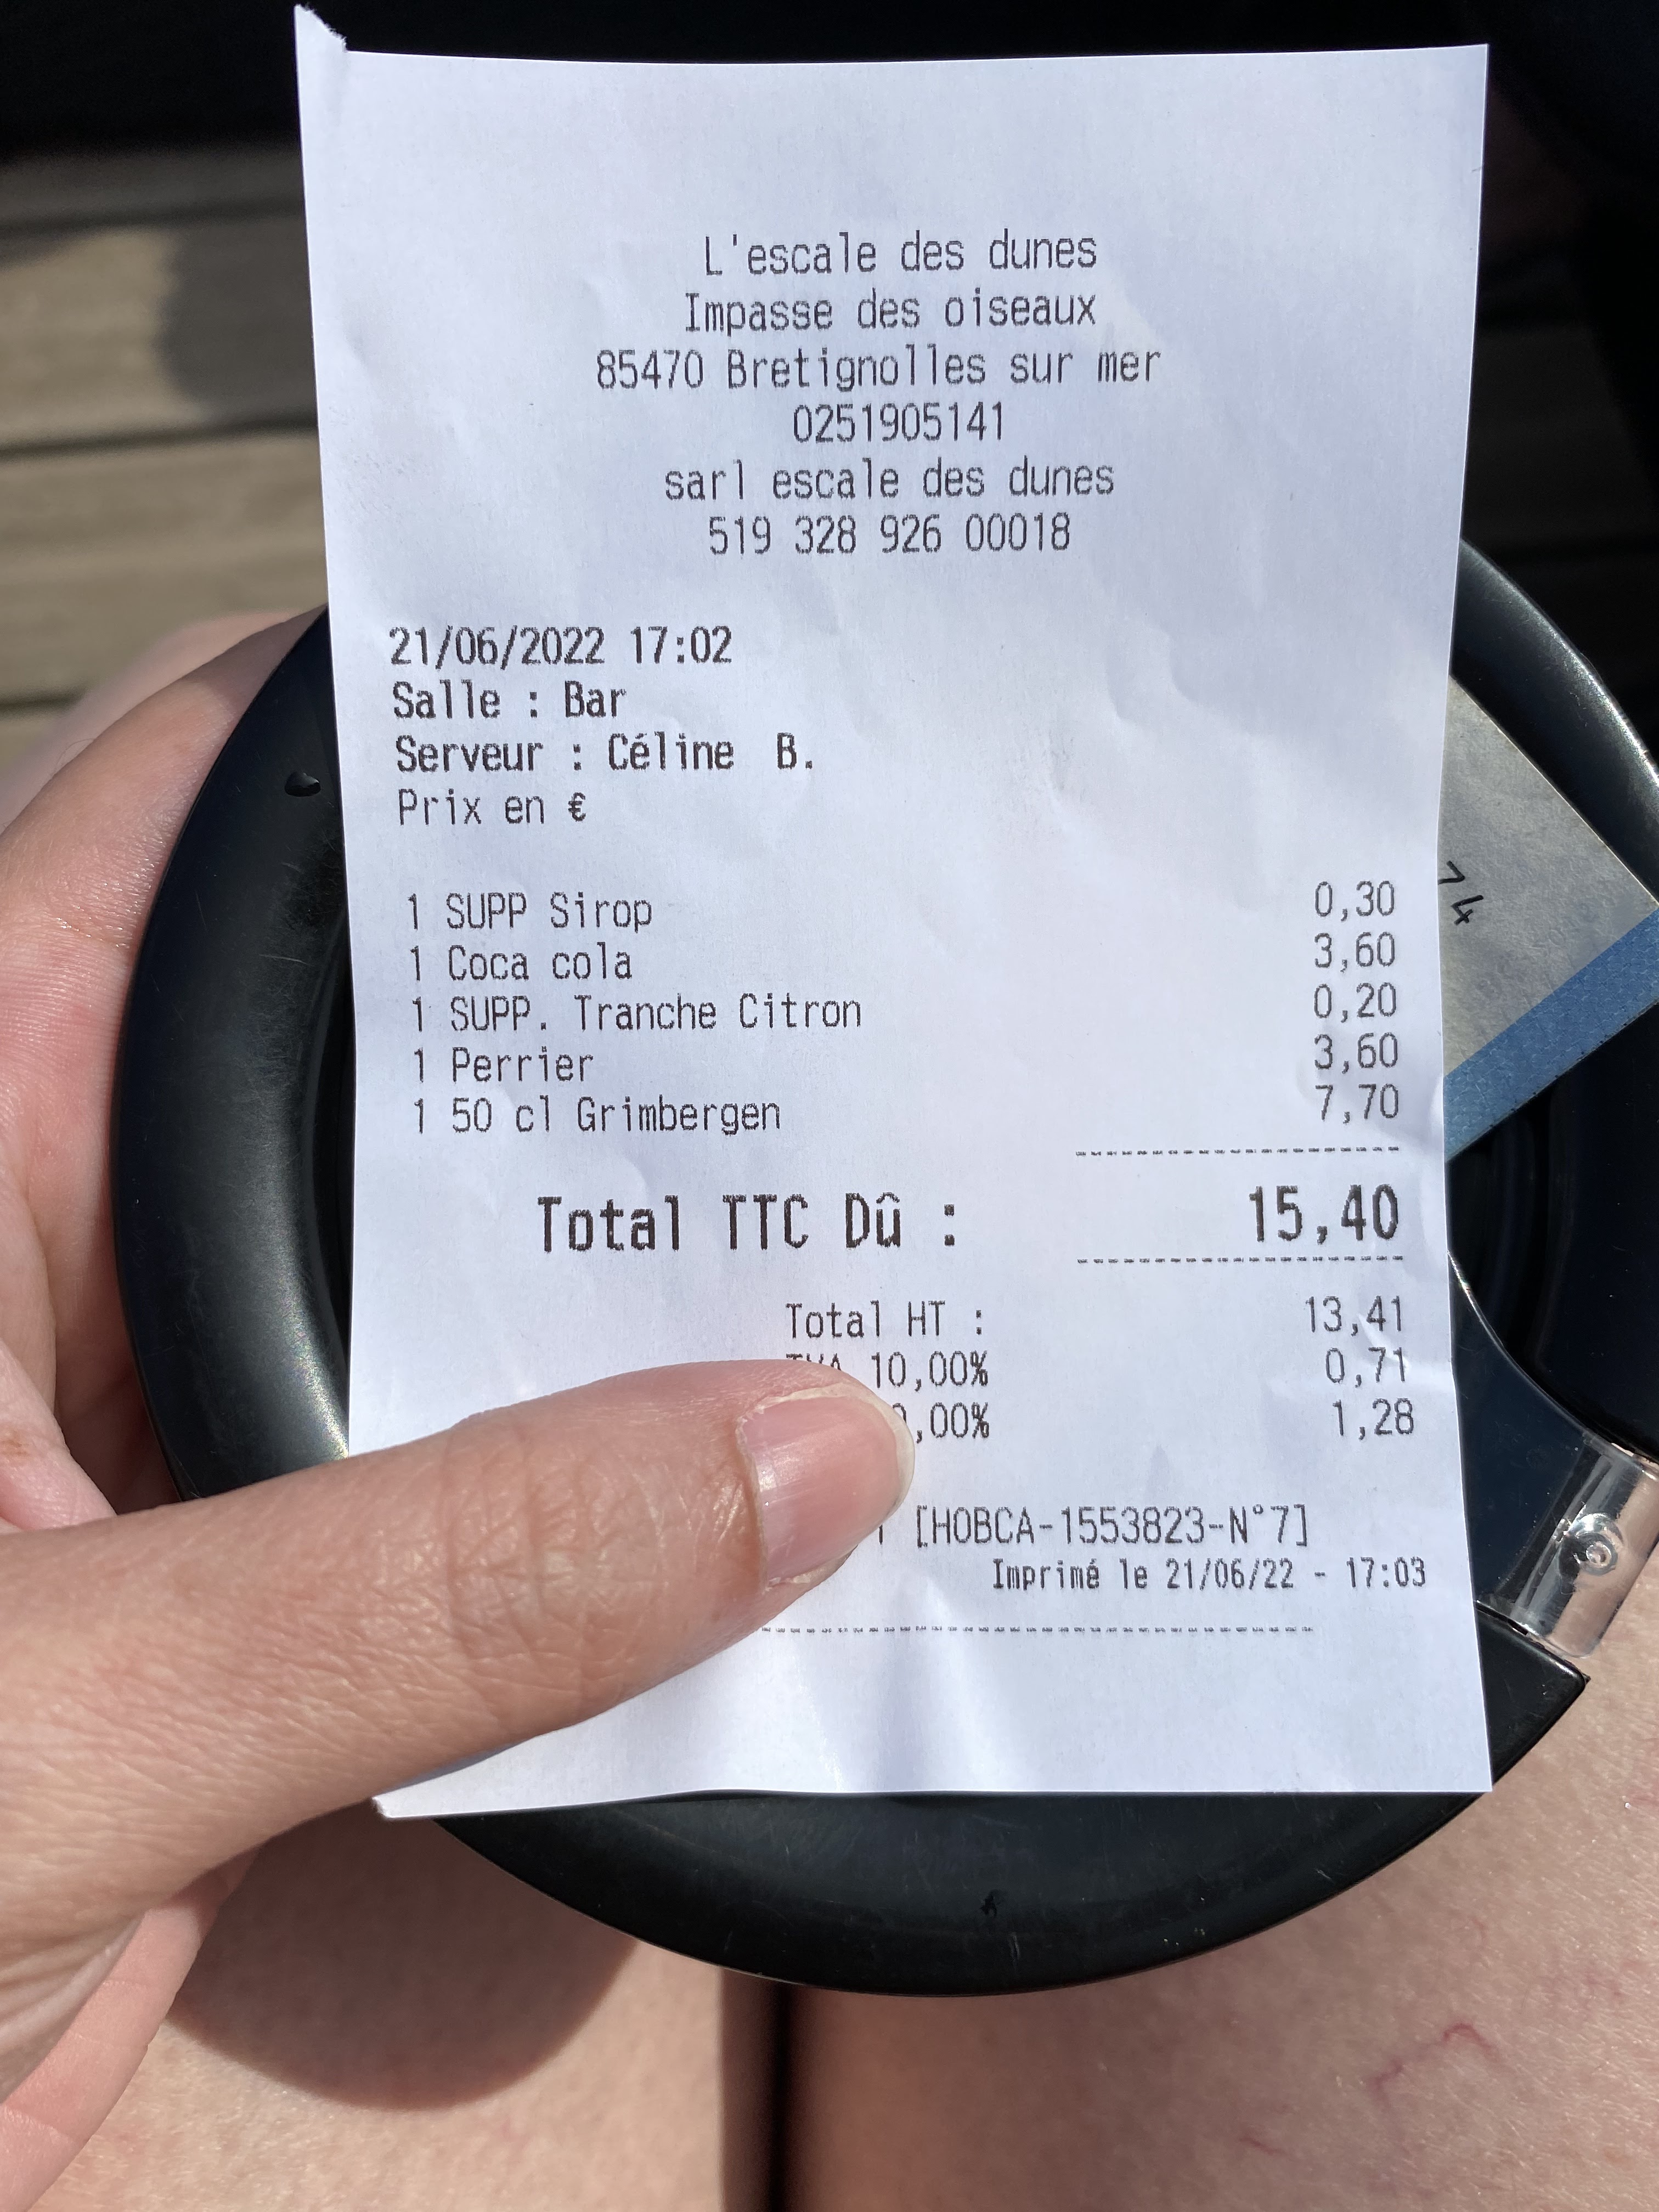 L'escale des dunes
Impasse des oiseaux
85470 Bretignolles sur mer
0251905141
sarl escale des dunes
519 328 926 00018
21/06/2022 17:02
Salle : Bar
Serveur : Céline B.
Prix en €
1 SUPP Sirop 0,30
1 Coca cola 3,60
1 SUPP. Tranche Citron 0,20
1 Perrier 3,60
1 50 cl Grimbergen 7,70
Total TTC Dû : 15,40
Total HT : 13,41
TVA 10,00% 0,71
,00% 1,28
[HOBCA-1553823-N°7]
Imprimé le 21/06/22 - 17:03
14